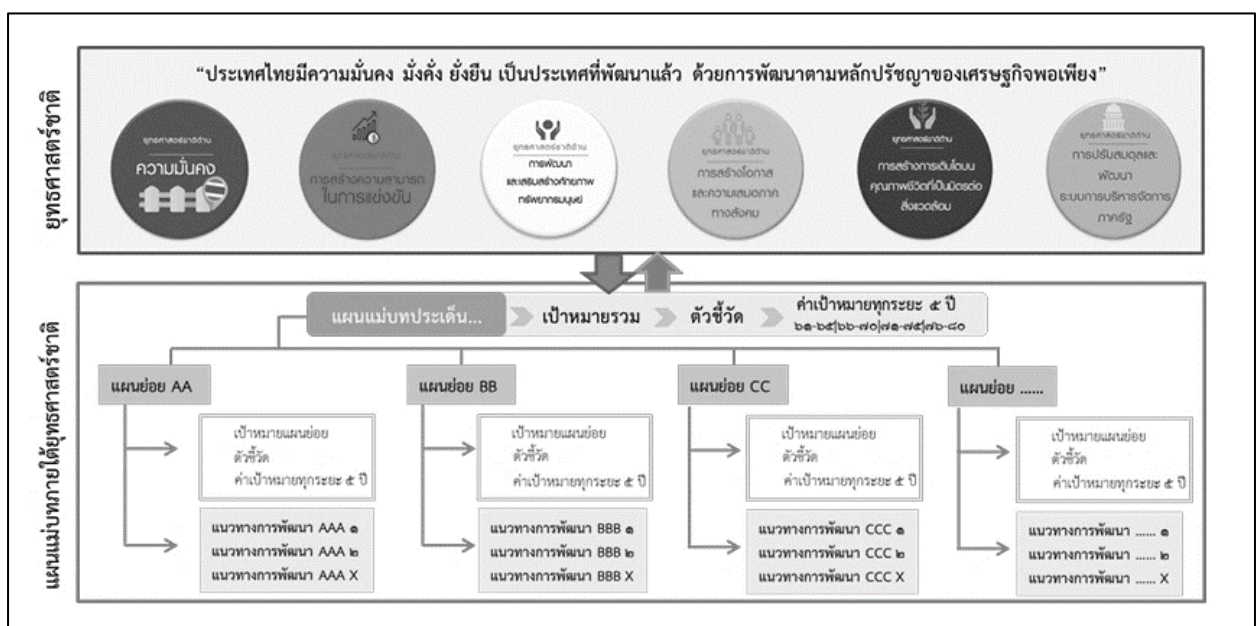 ยุทธศาสตร์ชาติ
“ประเทศไทยมีความมั่นคง มั่งคั่ง ยั่งยืน เป็นประเทศที่พัฒนาแล้ว ด้วยการพัฒนาตามหลักปรัชญาของเศรษฐกิจพอเพียง”
ยุทธศาสตร์ชาติด้าน
ความมั่นคง
ยุทธศาสตร์ชาติด้าน
การสร้างความสามารถ
ในการแข่งขัน
ยุทธศาสตร์ชาติด้าน
การพัฒนา
และเสริมสร้างศักยภาพ
ทรัพยากรมนุษย์
ยุทธศาสตร์ชาติด้าน
การสร้างโอกาส
และความเสมอภาค
ทางสังคม
ยุทธศาสตร์ชาติด้าน
การสร้างการเติบโตบน
คุณภาพชีวิตที่เป็นมิตรต่อ
สิ่งแวดล้อม
ยุทธศาสตร์ชาติด้าน
การปรับสมดุลและ
พัฒนา
ระบบการบริหารจัดการ
ภาครัฐ
แผนแม่บทภายใต้ยุทธศาสตร์ชาติ
แผนแม่บทประเด็น...
เป้าหมายรวม
ตัวชี้วัด
ค่าเป้าหมายทุกระยะ ๕ ปี
๖๑-๖๕|๖๖-๗๐|๗๑-๗๕|๗๖-๘๐
แผนย่อย AA
เป้าหมายแผนย่อย
ตัวชี้วัด
ค่าเป้าหมายทุกระยะ ๕ ปี
แนวทางการพัฒนา AAA ๑
แนวทางการพัฒนา AAA ๒
แนวทางการพัฒนา AAA X
แผนย่อย BB
เป้าหมายแผนย่อย
ตัวชี้วัด
ค่าเป้าหมายทุกระยะ ๕ ปี
แนวทางการพัฒนา BBB ๑
แนวทางการพัฒนา BBB ๒
แนวทางการพัฒนา BBB X
แผนย่อย CC
เป้าหมายแผนย่อย
ตัวชี้วัด
ค่าเป้าหมายทุกระยะ ๕ ปี
แนวทางการพัฒนา CCC ๑
แนวทางการพัฒนา CCC ๒
แนวทางการพัฒนา CCC X
แผนย่อย ......
เป้าหมายแผนย่อย
ตัวชี้วัด
ค่าเป้าหมายทุกระยะ ๕ ปี
แนวทางการพัฒนา ...... ๑
แนวทางการพัฒนา ...... ๒
แนวทางการพัฒนา ...... X